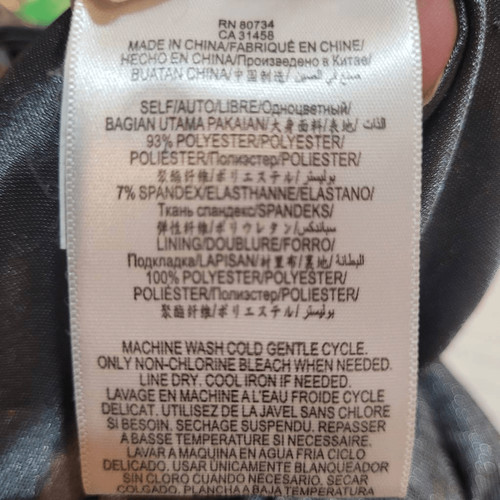 RN 80734
CA 31458
MADE IN CHINA/FABRIQUÉ EN CHINE/
HECHO EN CHINA/Произведено в Китае/
BUATAN CHINA/中国制造/صنع في الصين
SELF/AUTO/LIBRE/Одноцветный/
BAGIAN UTAMA PAKAIAN/大身面料/表地/الذات
93% POLYESTER/POLYESTER/
POLIÉSTER/Полиэстер/POLIESTER/
聚酯纤维/ポリエステル/بوليستر
7% SPANDEX/ELASTHANNE/ELASTANO/
Ткань спандекс/SPANDEKS/
弹性纤维/ポリウレタン/سباندكس
LINING/DOUBLURE/FORRO/
Подкладка/LAPISAN/衬里布/裏地/البطانة
100% POLYESTER/POLYESTER/
POLIÉSTER/Полиэстер/POLIESTER/
聚酯纤维/ポリエステル/بوليستر
MACHINE WASH COLD GENTLE CYCLE.
ONLY NON-CHLORINE BLEACH WHEN NEEDED.
LINE DRY. COOL IRON IF NEEDED.
LAVAGE EN MACHINE A L'EAU FROIDE CYCLE
DELICAT. UTILISEZ DE LA JAVEL SANS CHLORE
SI BESOIN. SECHAGE SUSPENDU. REPASSER
A BASSE TEMPERATURE SI NECESSAIRE.
LAVAR A MAQUINA EN AGUA FRIA CICLO
DELICADO. USAR UNICAMENTE BLANQUEADOR
SIN CLORO CUANDO NECESARIO. SECAR
COLGADO. PLANCHA A BAJA TEMPERATURA